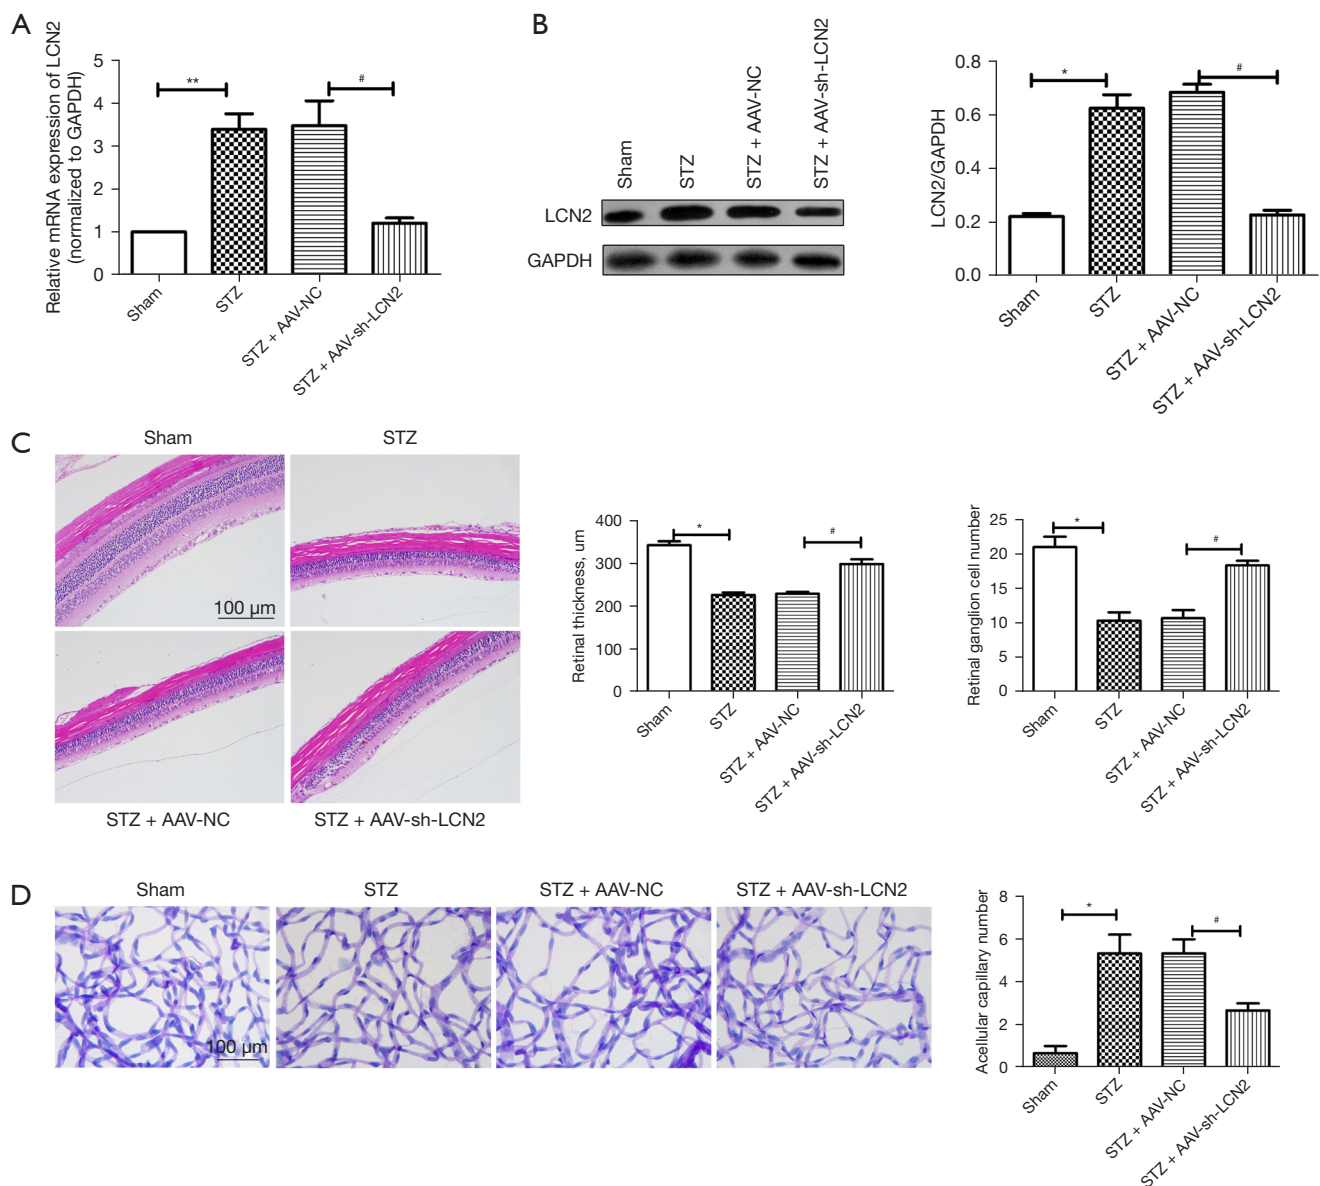 A
Relative mRNA expression of LCN2
(normalized to GAPDH)
5
4
3
2
1
0
**
#
Sham
STZ
STZ + AAV-NC
STZ + AAV-sh-LCN2
B
Sham
STZ
STZ + AAV-NC
STZ + AAV-sh-LCN2
LCN2
GAPDH
LCN2/GAPDH
0.8
0.6
0.4
0.2
0.0
*
#
Sham
STZ
STZ + AAV-NC
STZ + AAV-sh-LCN2
C
Sham
STZ
100 µm
STZ + AAV-NC
STZ + AAV-sh-LCN2
Retinal thickness, um
400
300
200
100
0
*
#
Sham
STZ
STZ + AAV-NC
STZ + AAV-sh-LCN2
Retinal ganglion cell number
25
20
15
10
5
0
*
#
Sham
STZ
STZ + AAV-NC
STZ + AAV-sh-LCN2
D
Sham
STZ
STZ + AAV-NC
STZ + AAV-sh-LCN2
100 µm
Acellular capillary number
8
6
4
2
0
*
#
Sham
STZ
STZ + AAV-NC
STZ + AAV-sh-LCN2